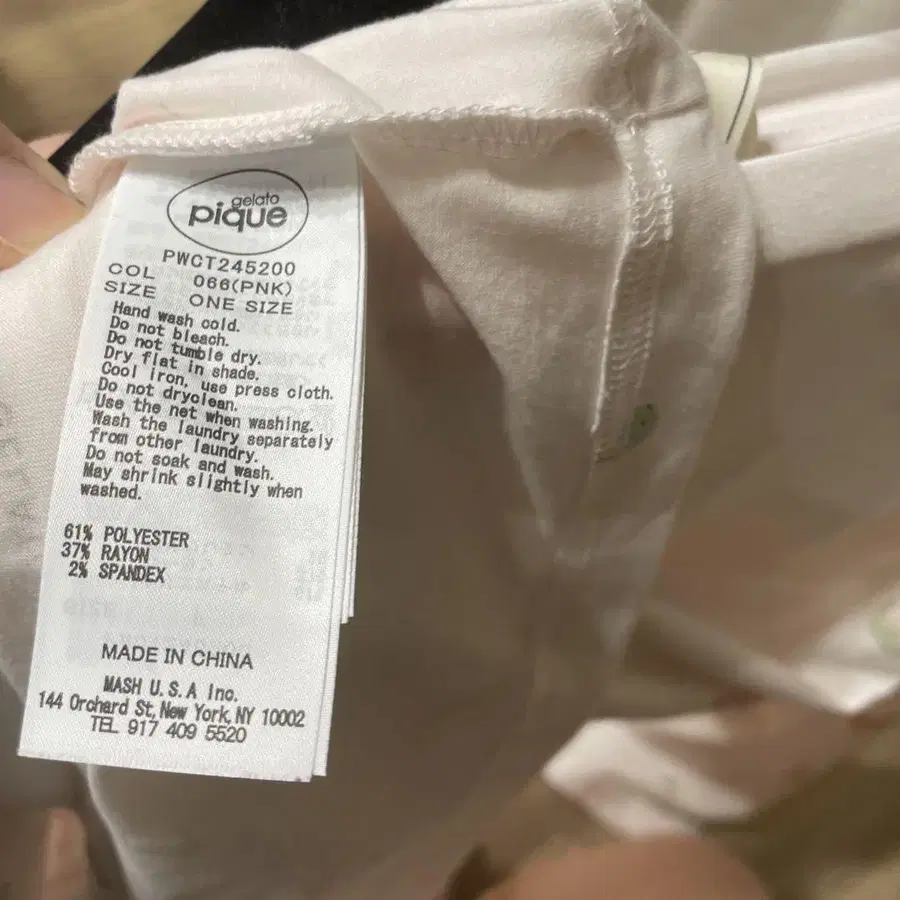 gelato
pique
PWCT245200
COL 066(PNK)
SIZE ONE SIZE
Hand wash cold.
Do not bleach.
Do not tumble dry.
Dry flat in shade.
Cool iron, use press cloth.
Do not dryclean.
Use the net when washing.
Wash the laundry separately
from other laundry.
Do not soak and wash.
May shrink slightly when
washed.
61% POLYESTER
37% RAYON
2% SPANDEX
MADE IN CHINA
MASH U.S.A Inc.
144 Orchard St, New York, NY 10002
TEL 917 409 5520